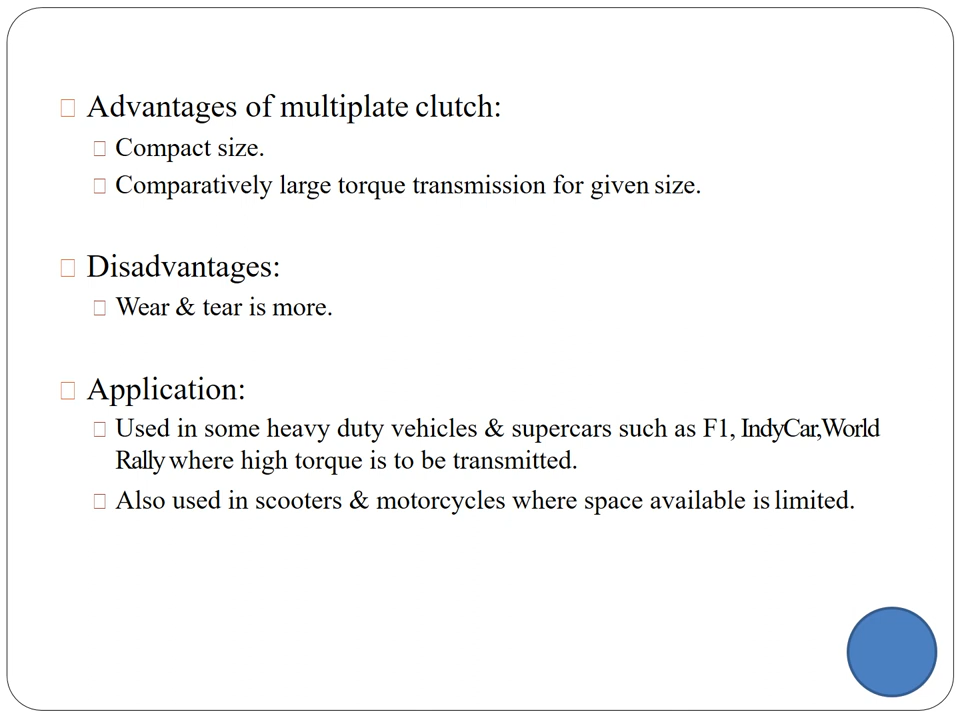 Advantages of multiplate clutch:
Compact size.
Comparatively large torque transmission for given size.
Disadvantages:
Wear & tear is more.
Application:
Used in some heavy duty vehicles & supercars such as F1, IndyCar,World
Rally where high torque is to be transmitted.
Also used in scooters & motorcycles where space available is limited.